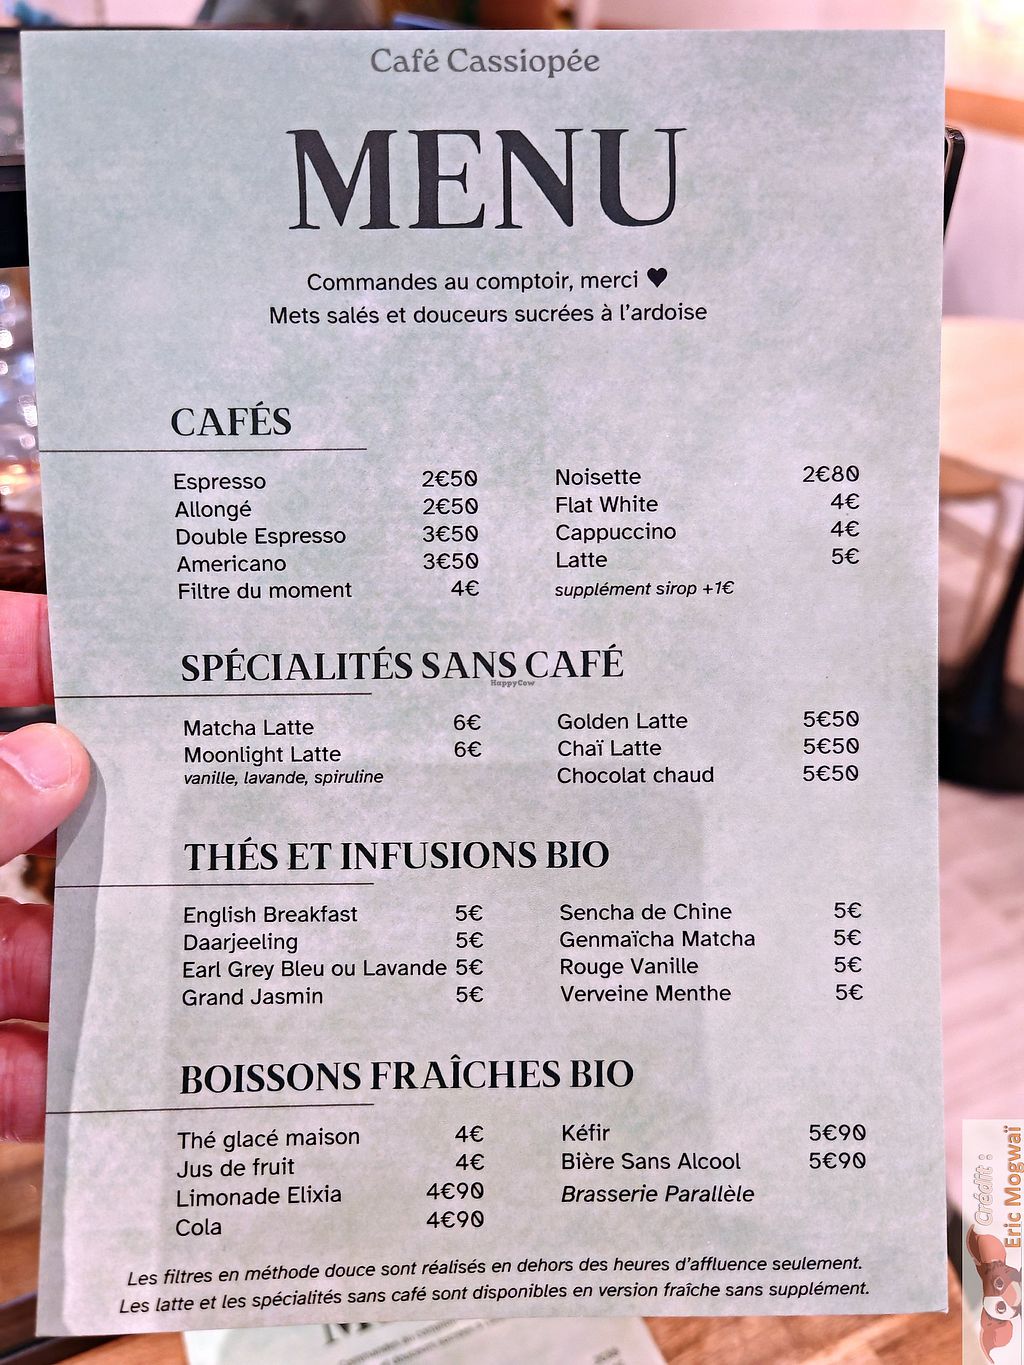 Café Cassiopée
MENU
Commandes au comptoir, merci ♥
Mets salés et douceurs sucrées à l'ardoise
CAFÉS
Espresso 2€50
Allongé 2€50
Double Espresso 3€50
Americano 3€50
Filtre du moment 4€
Noisette 2€80
Flat White 4€
Cappuccino 4€
Latte 5€
supplément sirop +1€
SPÉCIALITÉS SANS CAFÉ
HappyCow
Matcha Latte 6€
Moonlight Latte 6€
vanille, lavande, spiruline
Golden Latte 5€50
Chaï Latte 5€50
Chocolat chaud 5€50
THÉS ET INFUSIONS BIO
English Breakfast 5€
Daarjeeling 5€
Earl Grey Bleu ou Lavande 5€
Grand Jasmin 5€
Sencha de Chine 5€
Genmaïcha Matcha 5€
Rouge Vanille 5€
Verveine Menthe 5€
BOISSONS FRAÎCHES BIO
Thé glacé maison 4€
Jus de fruit 4€
Limonade Elixia 4€90
Cola 4€90
Kéfir 5€90
Bière Sans Alcool 5€90
Brasserie Parallèle
Les filtres en méthode douce sont réalisés en dehors des heures d'affluence seulement.
Les latte et les spécialités sans café sont disponibles en version fraîche sans supplément.
Crédit :
Eric Mogwaï